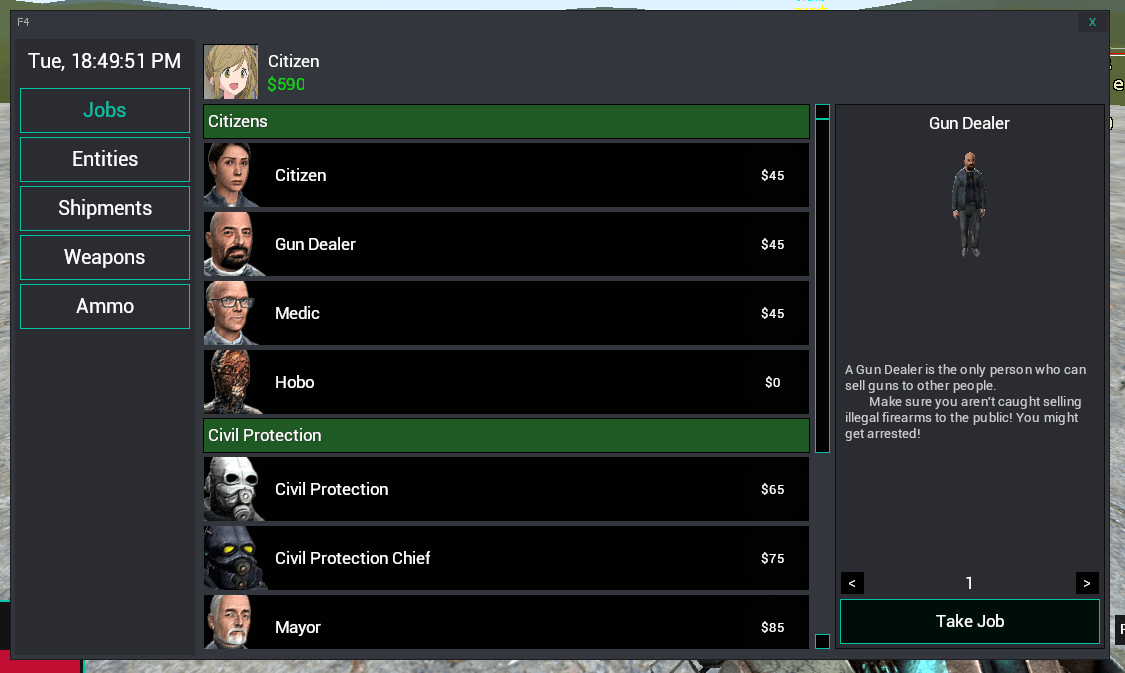 F4
X
Tue, 18:49:51 PM
Jobs
Entities
Shipments
Weapons
Ammo
Citizen
$590
Citizens
Citizen $45
Gun Dealer $45
Medic $45
Hobo $0
Civil Protection
Civil Protection $65
Civil Protection Chief $75
Mayor $85
Gun Dealer
A Gun Dealer is the only person who can
sell guns to other people.
Make sure you aren't caught selling
illegal firearms to the public! You might
get arrested!
< 1 >
Take Job